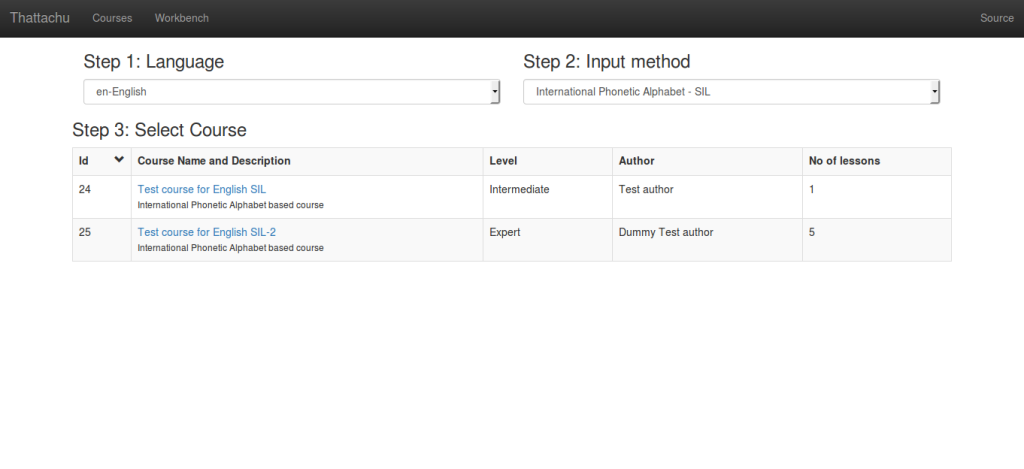 Thattachu Courses Workbench Source
Step 1: Language Step 2: Input method
en-English International Phonetic Alphabet - SIL
Step 3: Select Course
Id Course Name and Description Level Author No of lessons
24 Test course for English SIL Intermediate Test author 1
International Phonetic Alphabet based course
25 Test course for English SIL-2 Expert Dummy Test author 5
International Phonetic Alphabet based course